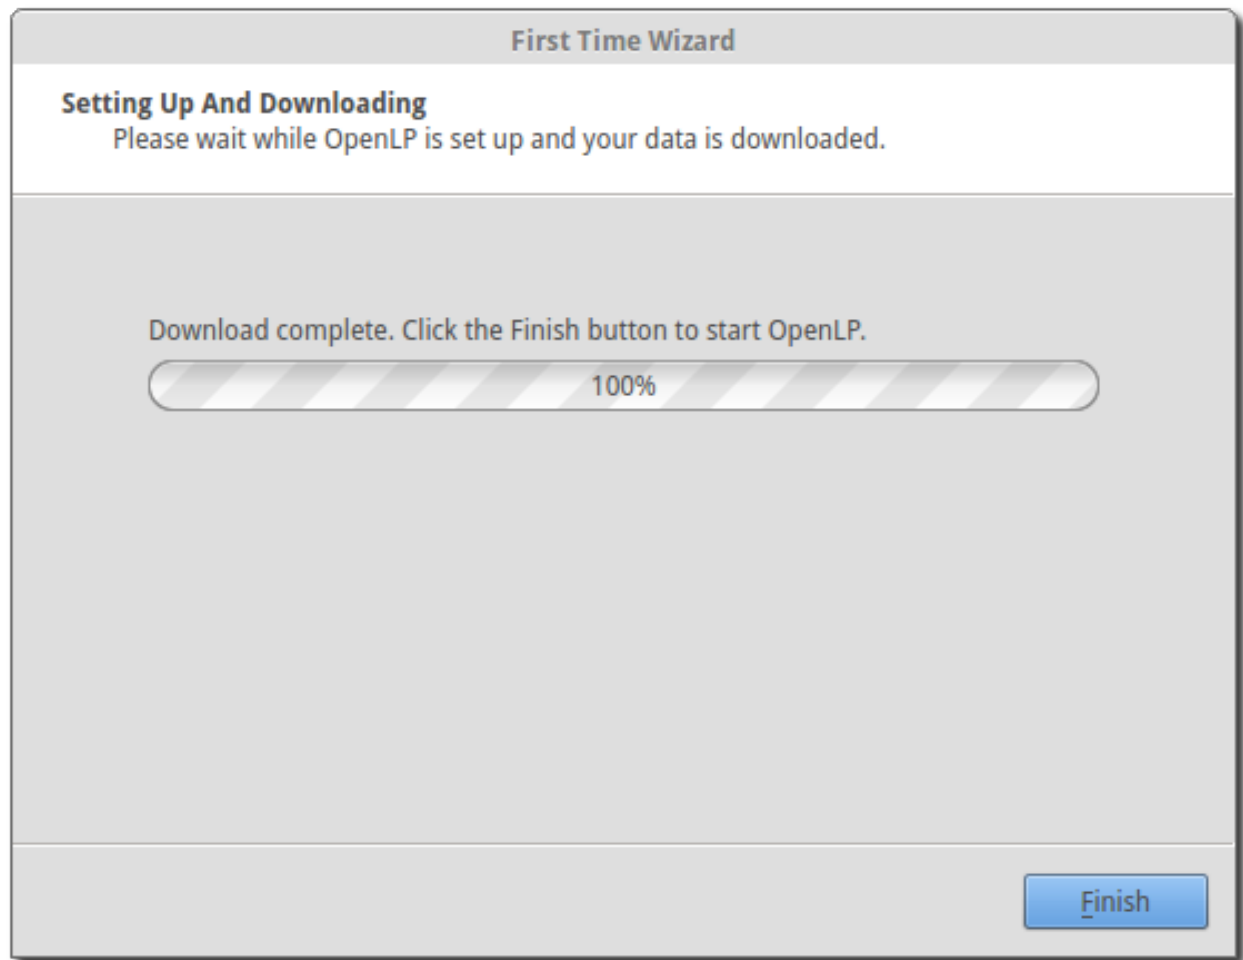 First Time Wizard
Setting Up And Downloading
Please wait while OpenLP is set up and your data is downloaded.
Download complete. Click the Finish button to start OpenLP.
100%
Finish